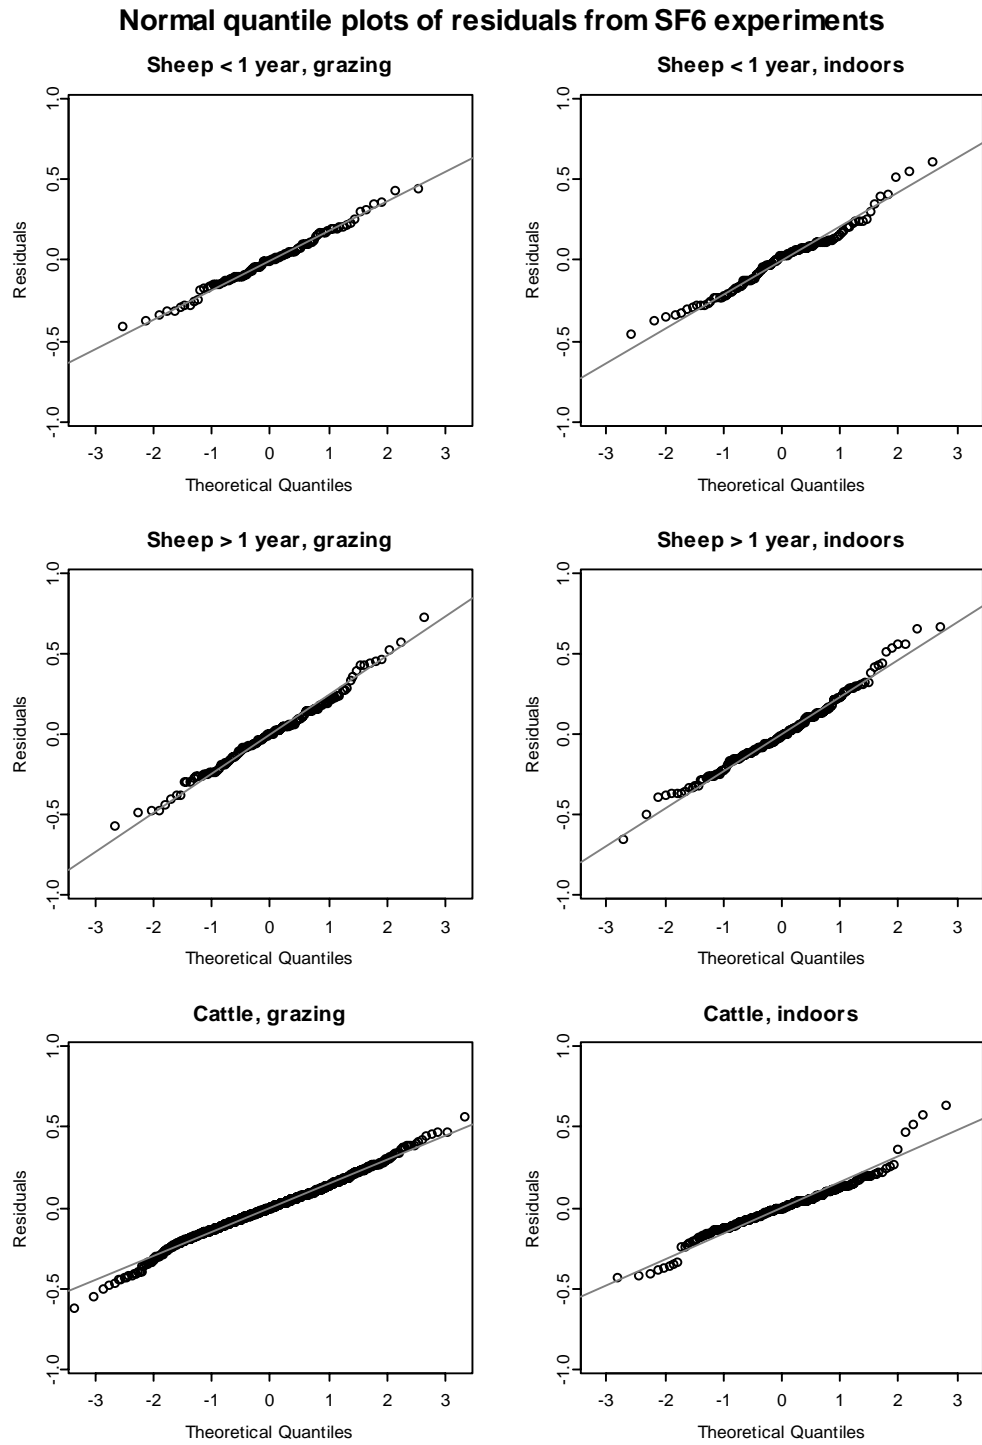 Normal quantile plots of residuals from SF6 experiments
Sheep < 1 year, grazing
1.0
0.5
0.0
-0.5
-1.0
Residuals
-3 -2 -1 0 1 2 3
Theoretical Quantiles
Sheep < 1 year, indoors
1.0
0.5
0.0
-0.5
-1.0
Residuals
-3 -2 -1 0 1 2 3
Theoretical Quantiles
Sheep > 1 year, grazing
1.0
0.5
0.0
-0.5
-1.0
Residuals
-3 -2 -1 0 1 2 3
Theoretical Quantiles
Sheep > 1 year, indoors
1.0
0.5
0.0
-0.5
-1.0
Residuals
-3 -2 -1 0 1 2 3
Theoretical Quantiles
Cattle, grazing
1.0
0.5
0.0
-0.5
-1.0
Residuals
-3 -2 -1 0 1 2 3
Theoretical Quantiles
Cattle, indoors
1.0
0.5
0.0
-0.5
-1.0
Residuals
-3 -2 -1 0 1 2 3
Theoretical Quantiles